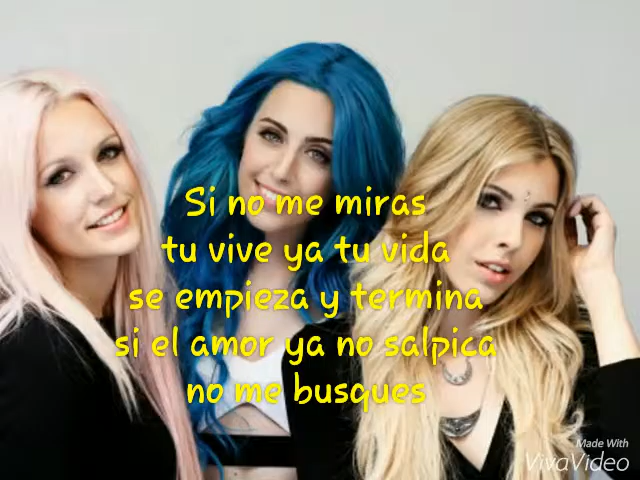 Si no me miras
tu vive ya tu vida
se empieza y termina
si el amor ya no salpica
no me busques
Made With
VivaVideo